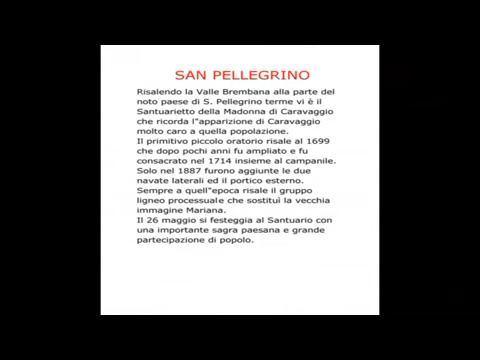 SAN PELLEGRINO
Risalendo la Valle Brembana alla parte del
noto paese di S. Pellegrino terme vi è il
Santuarietto della Madonna di Caravaggio
che ricorda l"apparizione di Caravaggio
molto caro a quella popolazione.
Il primitivo piccolo oratorio risale al 1699
che dopo pochi anni fu ampliato e fu
consacrato nel 1714 insieme al campanile.
Solo nel 1887 furono aggiunte le due
navate laterali ed il portico esterno.
Sempre a quell"epoca risale il gruppo
ligneo processuale che sostituì la vecchia
immagine Mariana.
Il 26 maggio si festeggia al Santuario con
una importante sagra paesana e grande
partecipazione di popolo.